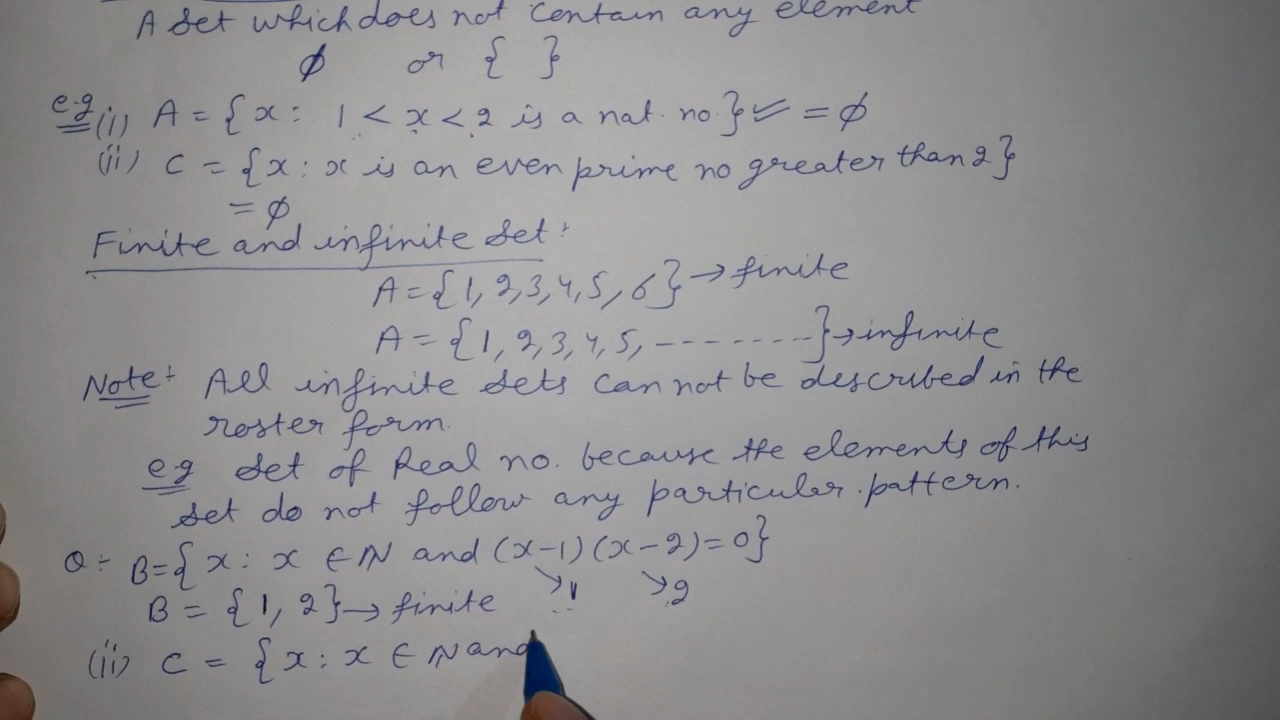 A set which does not contain any element
ϕ or { }
e.g (i) A = {x : 1 < x < 2 is a nat. no.} = ϕ
(ii) C = {x : x is an even prime no greater than 2}
= ϕ
Finite and infinite set :
A = {1, 2, 3, 4, 5, 6} → finite
A = {1, 2, 3, 4, 5, --------} → infinite
Note : All infinite sets can not be described in the
roster form.
e.g set of Real no. because the elements of this
set do not follow any particular pattern.
Q :- B = {x : x ∈ N and (x-1)(x-2) = 0}
↘1 ↘2
B = {1, 2} → finite
(ii) C = {x : x ∈ N and